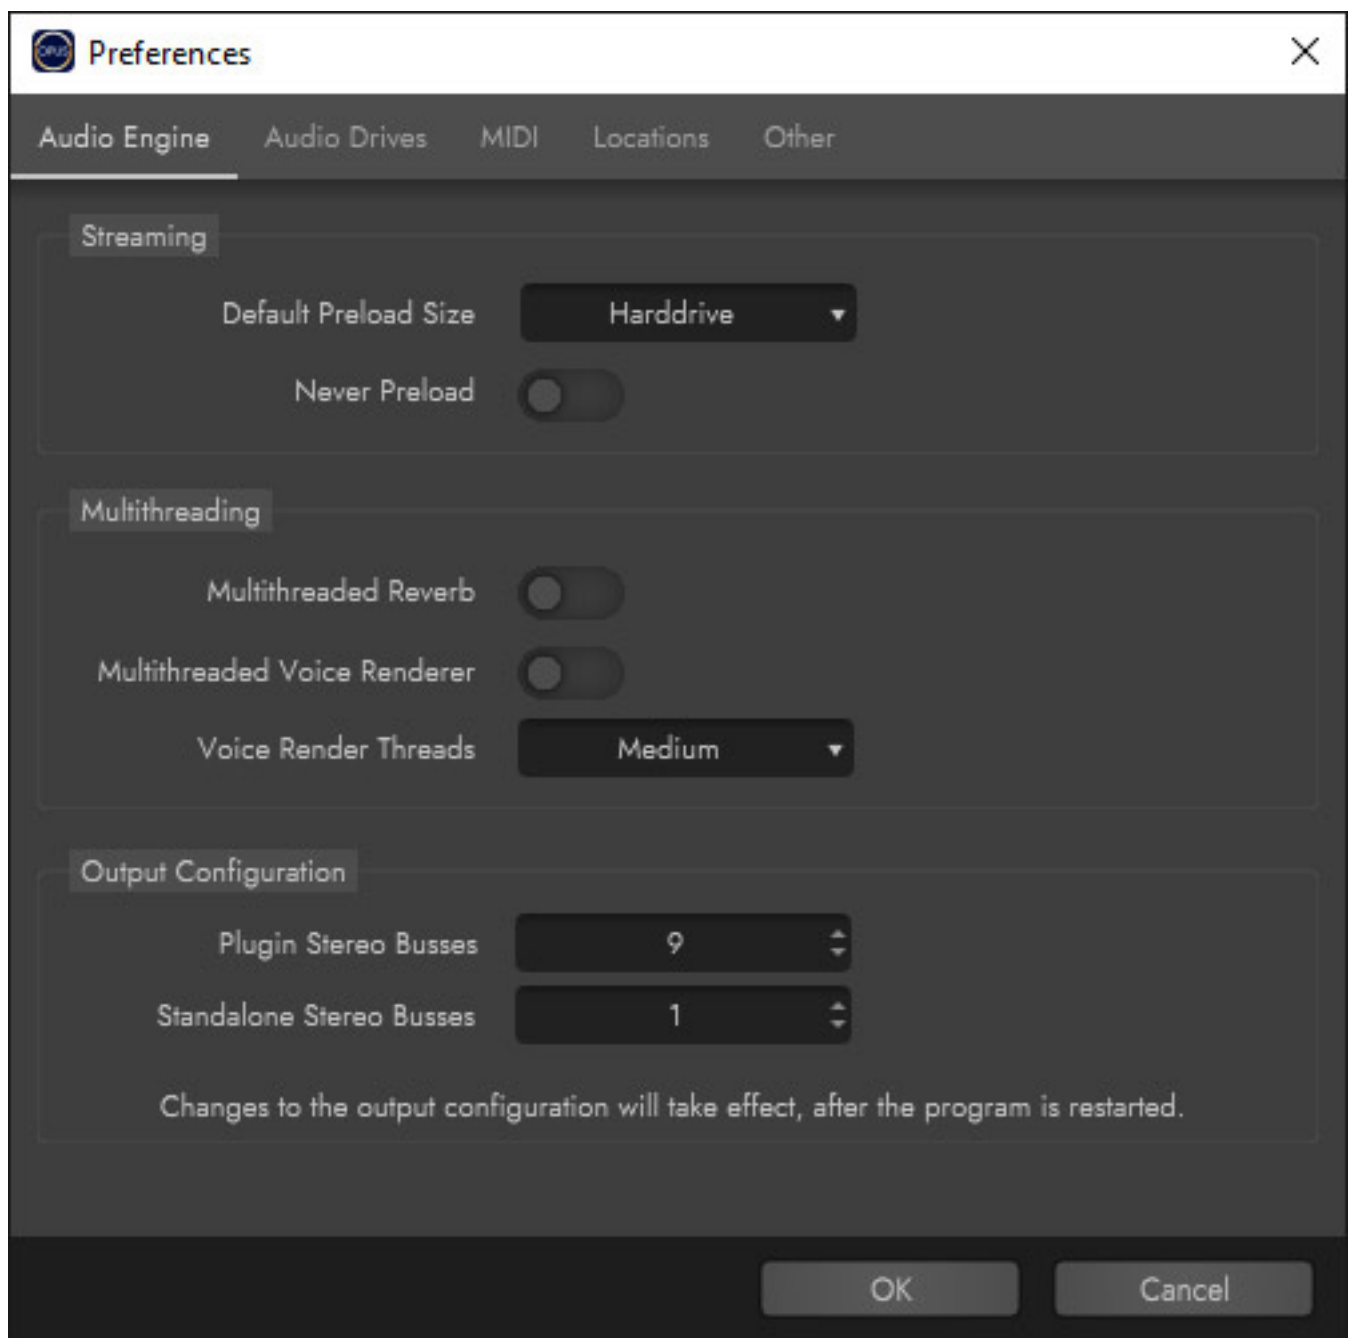 OPUS Preferences
Audio Engine Audio Drives MIDI Locations Other
Streaming
Default Preload Size Harddrive
Never Preload
Multithreading
Multithreaded Reverb
Multithreaded Voice Renderer
Voice Render Threads Medium
Output Configuration
Plugin Stereo Busses 9
Standalone Stereo Busses 1
Changes to the output configuration will take effect, after the program is restarted.
OK Cancel